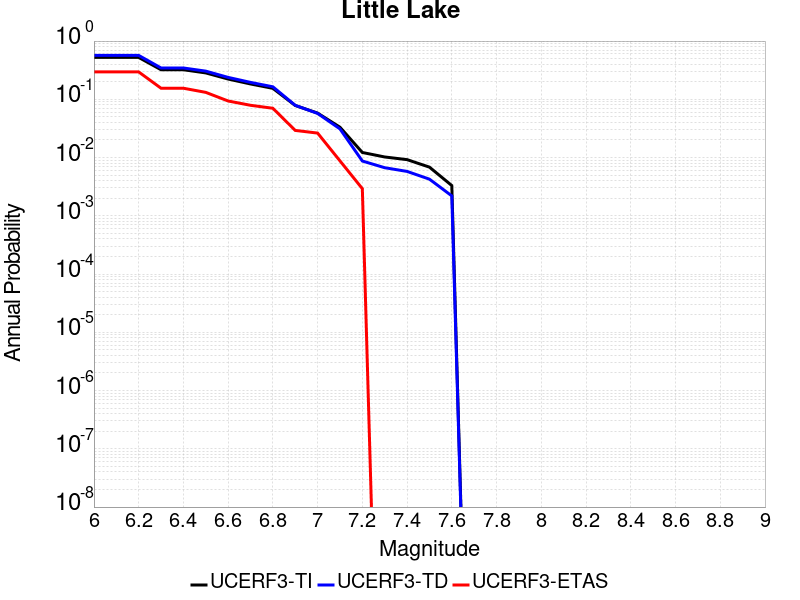 Little Lake
10^0
10^-1
10^-2
10^-3
10^-4
10^-5
10^-6
10^-7
10^-8
Annual Probability
6 6.2 6.4 6.6 6.8 7 7.2 7.4 7.6 7.8 8 8.2 8.4 8.6 8.8 9
Magnitude
UCERF3-TI UCERF3-TD UCERF3-ETAS